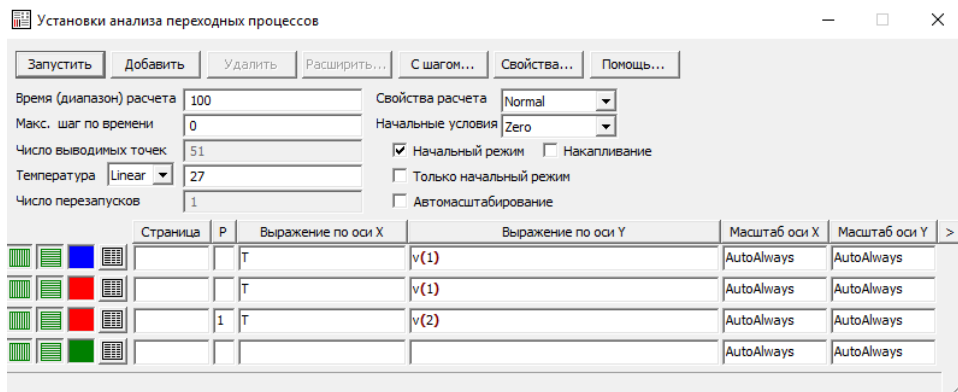 Установки анализа переходных процессов
Запустить Добавить Удалить Расширить... С шагом... Свойства... Помощь...
Время (диапазон) расчета 100 Свойства расчета Normal
Макс. шаг по времени 0 Начальные условия Zero
Число выводимых точек 51 Начальный режим Накапливание
Температура Linear 27 Только начальный режим
Число перезапусков 1 Автомасштабирование
Страница P Выражение по оси X Выражение по оси Y Масштаб оси X Масштаб оси Y >
T v(1) AutoAlways AutoAlways
T v(1) AutoAlways AutoAlways
1 T v(2) AutoAlways AutoAlways
AutoAlways AutoAlways